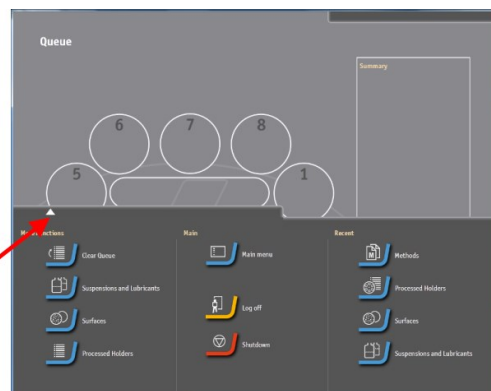 Queue
Summary
6
7
8
5
1
Main
Recent
Clear Queue
Main menu
Methods
Suspensions and Lubricants
Processed Holders
Log off
Surfaces
Surfaces
Shutdown
Processed Holders
Suspensions and Lubricants